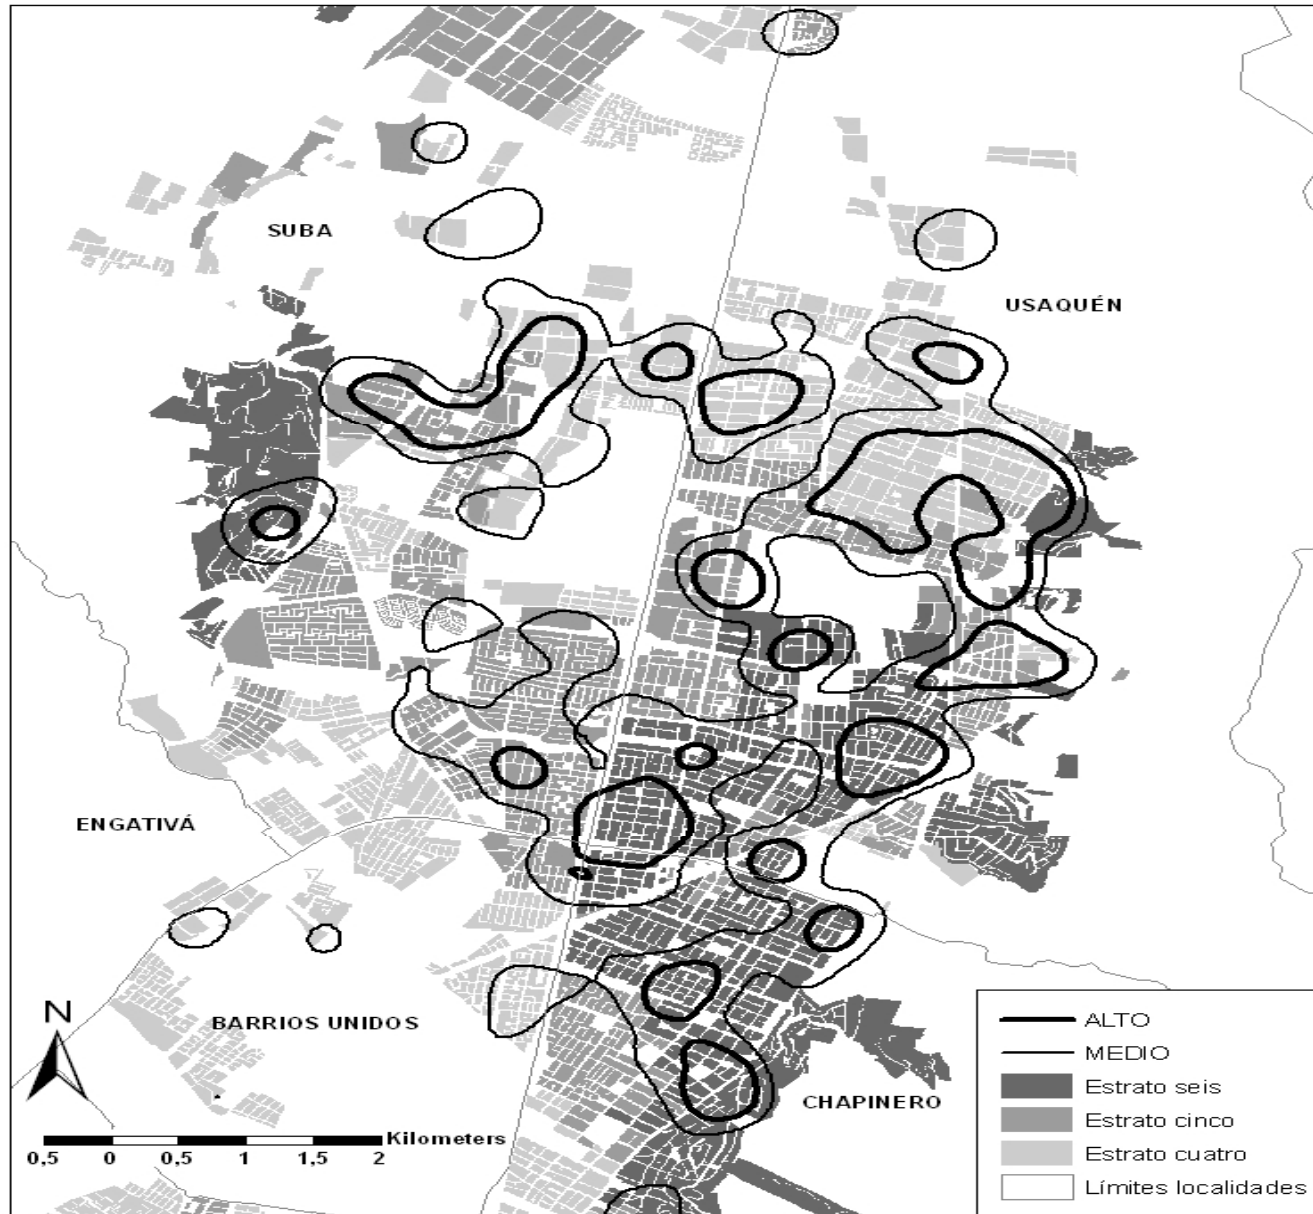 SUBA
USAQUÉN
ENGATIVÁ
BARRIOS UNIDOS
CHAPINERO
N
Kilometers
0,5 0 0,5 1 1,5 2
ALTO
MEDIO
Estrato seis
Estrato cinco
Estrato cuatro
Límites localidades